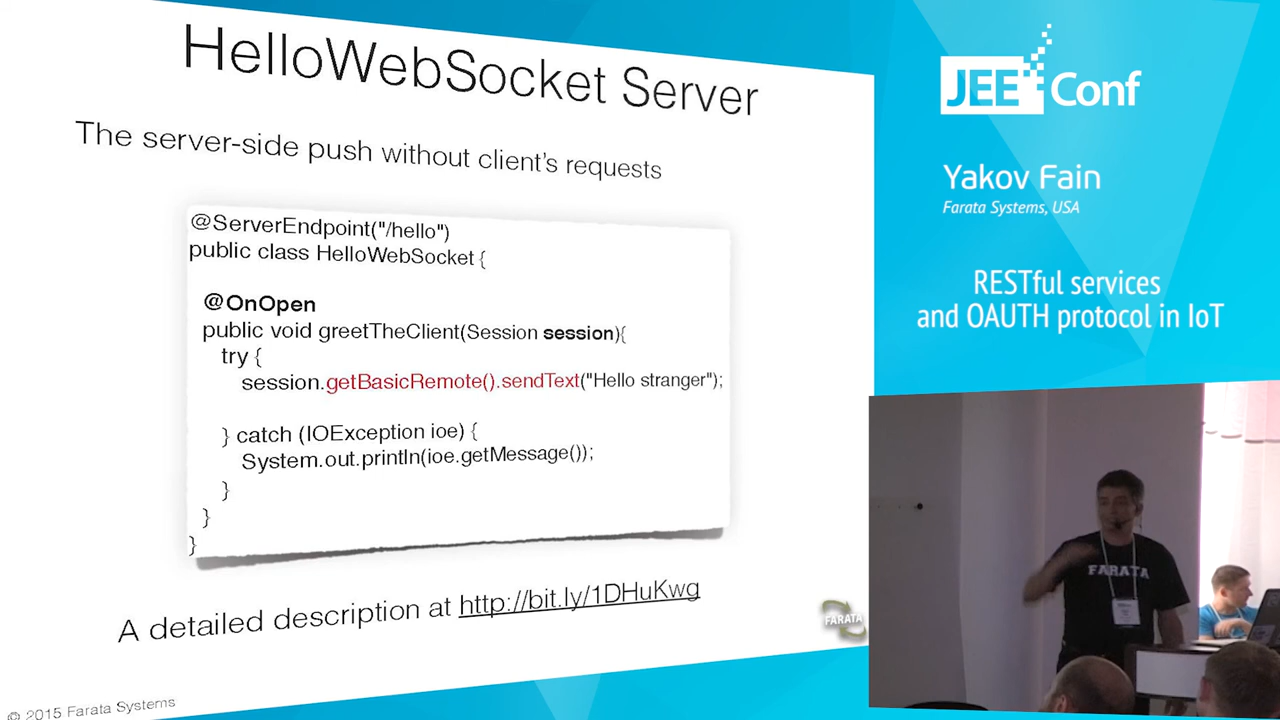 HelloWebSocket Server
The server-side push without client's requests
@ServerEndpoint("/hello")
public class HelloWebSocket {
@OnOpen
public void greetTheClient(Session session){
try {
session.getBasicRemote().sendText("Hello stranger");
} catch (IOException ioe) {
System.out.println(ioe.getMessage());
}
}
}
A detailed description at http://bit.ly/1DHuKwg
FARATA
© 2015 Farata Systems
JEE Conf
Yakov Fain
Farata Systems, USA
RESTful services
and OAUTH protocol in IoT
FARATA